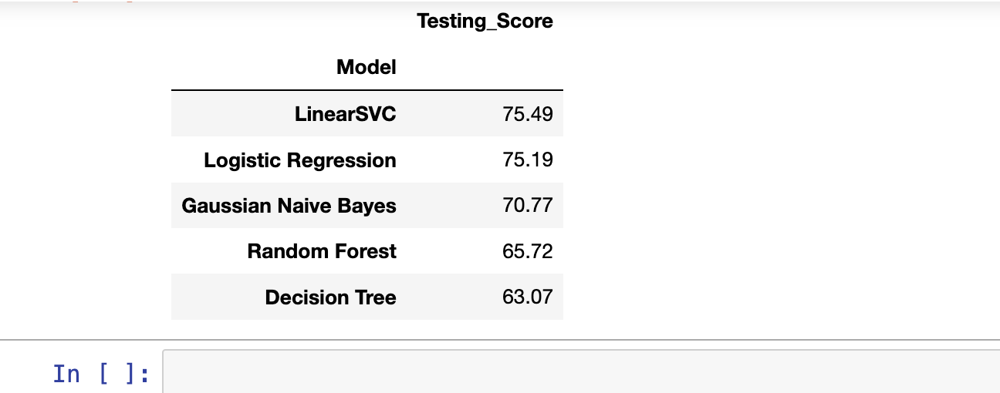 Testing_Score
Model
LinearSVC 75.49
Logistic Regression 75.19
Gaussian Naive Bayes 70.77
Random Forest 65.72
Decision Tree 63.07
In [ ]: